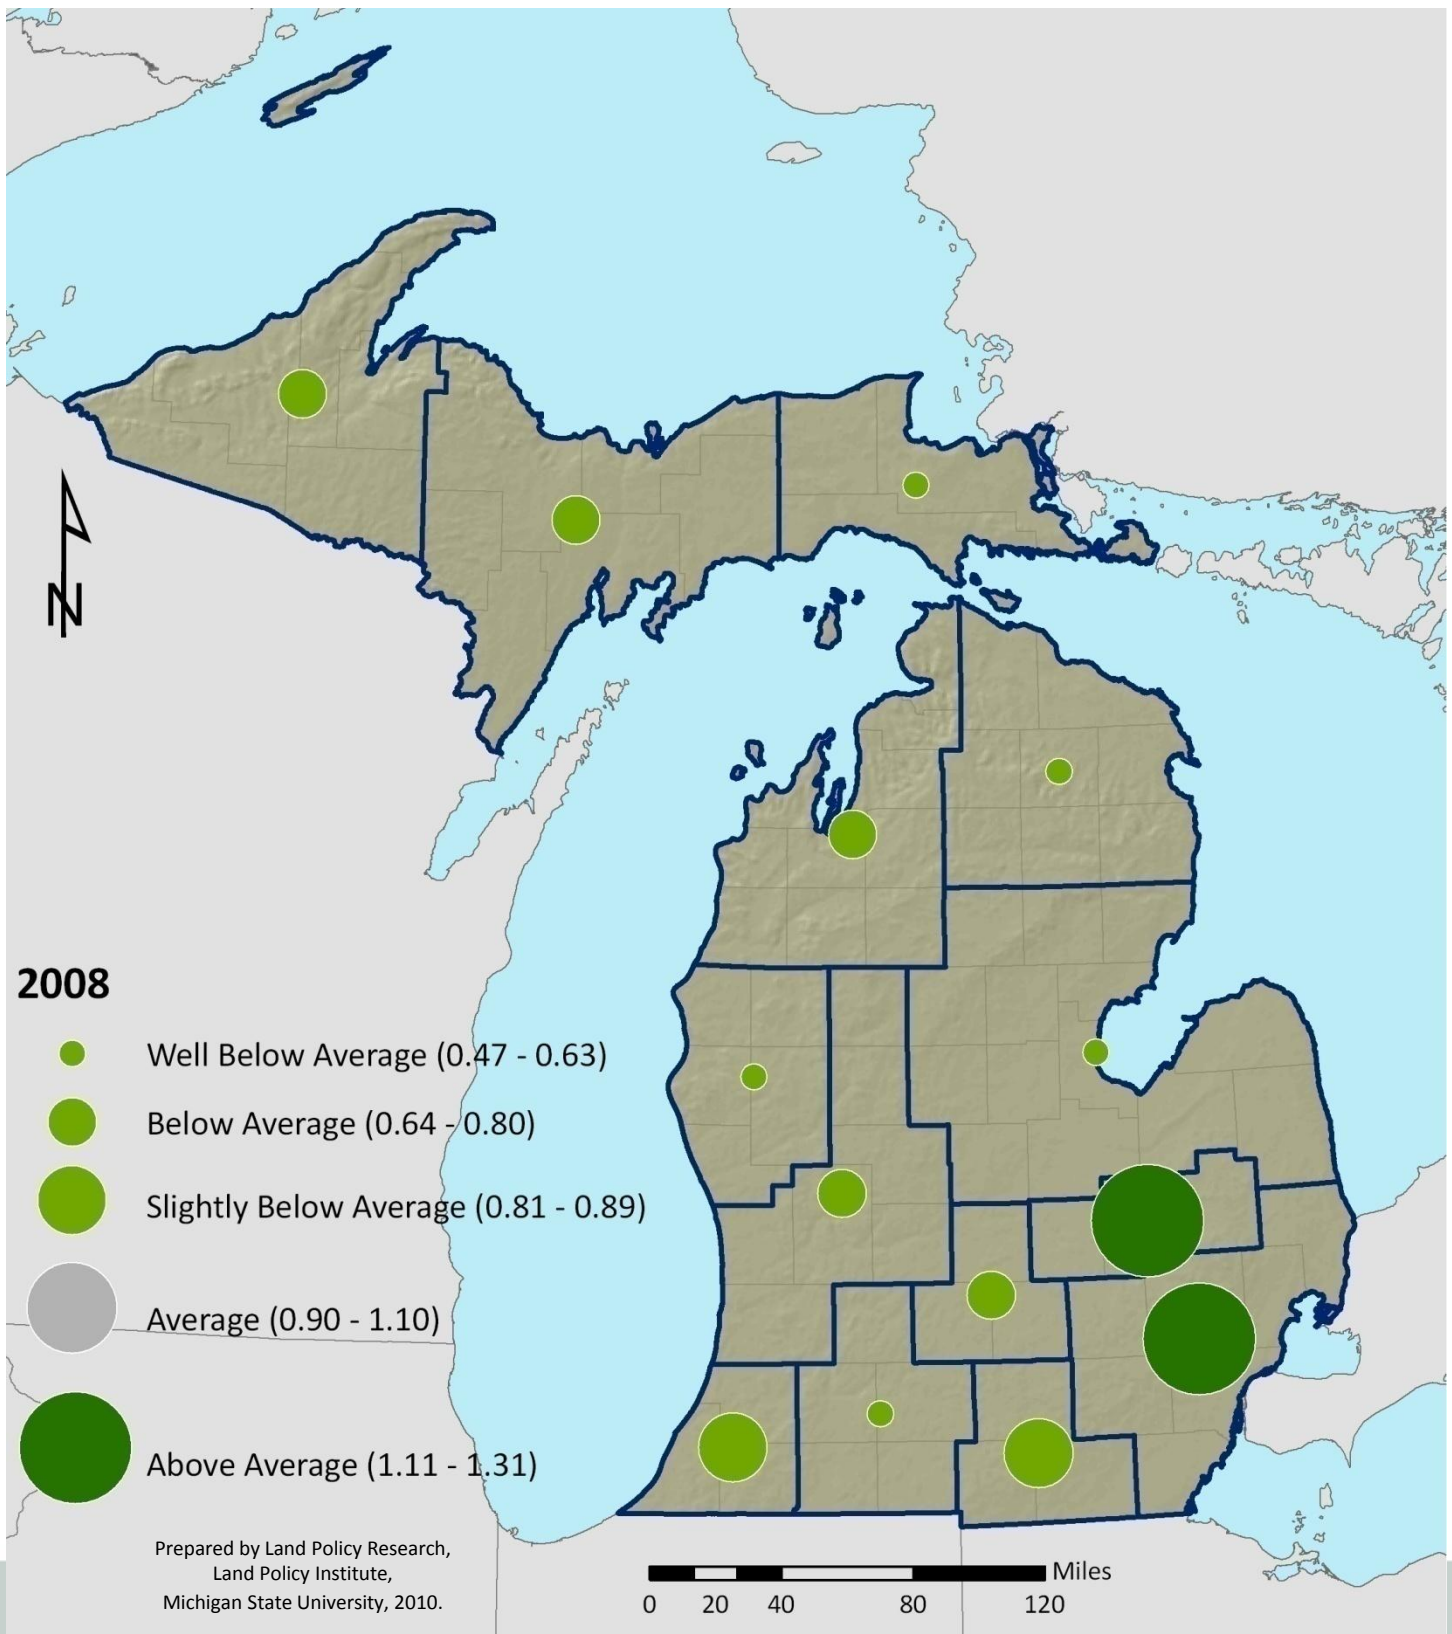 N
2008
Well Below Average (0.47 - 0.63)
Below Average (0.64 - 0.80)
Slightly Below Average (0.81 - 0.89)
Average (0.90 - 1.10)
Above Average (1.11 - 1.31)
Prepared by Land Policy Research,
Land Policy Institute,
Michigan State University, 2010.
Miles
0 20 40 80 120